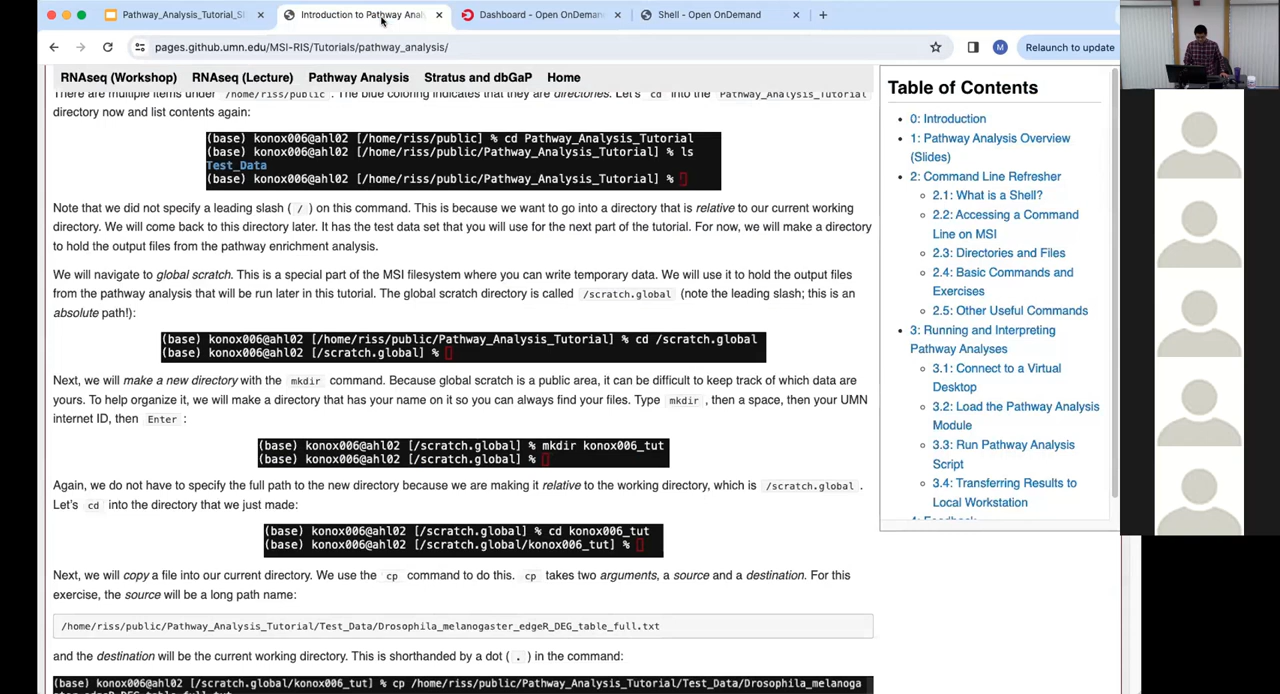 Pathway_Analysis_Tutorial_Sl
Introduction to Pathway Anal
Dashboard - Open OnDeman
Shell - Open OnDemand
pages.github.umn.edu/MSI-RIS/Tutorials/pathway_analysis/
M
Relaunch to update
RNAseq (Workshop) RNAseq (Lecture) Pathway Analysis Stratus and dbGaP Home
There are multiple items under /home/riss/public . The blue coloring indicates that they are directories. Let's cd into the Pathway_Analysis_Tutorial
directory now and list contents again:
(base) konox006@ahl02 [/home/riss/public] % cd Pathway_Analysis_Tutorial
(base) konox006@ahl02 [/home/riss/public/Pathway_Analysis_Tutorial] % ls
Test_Data
(base) konox006@ahl02 [/home/riss/public/Pathway_Analysis_Tutorial] %
Note that we did not specify a leading slash ( / ) on this command. This is because we want to go into a directory that is relative to our current working
directory. We will come back to this directory later. It has the test data set that you will use for the next part of the tutorial. For now, we will make a directory
to hold the output files from the pathway enrichment analysis.
We will navigate to global scratch. This is a special part of the MSI filesystem where you can write temporary data. We will use it to hold the output files
from the pathway analysis that will be run later in this tutorial. The global scratch directory is called /scratch.global (note the leading slash; this is an
absolute path!):
(base) konox006@ahl02 [/home/riss/public/Pathway_Analysis_Tutorial] % cd /scratch.global
(base) konox006@ahl02 [/scratch.global] %
Next, we will make a new directory with the mkdir command. Because global scratch is a public area, it can be difficult to keep track of which data are
yours. To help organize it, we will make a directory that has your name on it so you can always find your files. Type mkdir , then a space, then your UMN
internet ID, then Enter :
(base) konox006@ahl02 [/scratch.global] % mkdir konox006_tut
(base) konox006@ahl02 [/scratch.global] %
Again, we do not have to specify the full path to the new directory because we are making it relative to the working directory, which is /scratch.global .
Let's cd into the directory that we just made:
(base) konox006@ahl02 [/scratch.global] % cd konox006_tut
(base) konox006@ahl02 [/scratch.global/konox006_tut] %
Next, we will copy a file into our current directory. We use the cp command to do this. cp takes two arguments, a source and a destination. For this
exercise, the source will be a long path name:
/home/riss/public/Pathway_Analysis_Tutorial/Test_Data/Drosophila_melanogaster_edgeR_DEG_table_full.txt
and the destination will be the current working directory. This is shorthanded by a dot ( . ) in the command:
(base) konox006@ahl02 [/scratch.global/konox006_tut] % cp /home/riss/public/Pathway_Analysis_Tutorial/Test_Data/Drosophila_melanoga
Table of Contents
0: Introduction
1: Pathway Analysis Overview
(Slides)
2: Command Line Refresher
2.1: What is a Shell?
2.2: Accessing a Command
Line on MSI
2.3: Directories and Files
2.4: Basic Commands and
Exercises
2.5: Other Useful Commands
3: Running and Interpreting
Pathway Analyses
3.1: Connect to a Virtual
Desktop
3.2: Load the Pathway Analysis
Module
3.3: Run Pathway Analysis
Script
3.4: Transferring Results to
Local Workstation